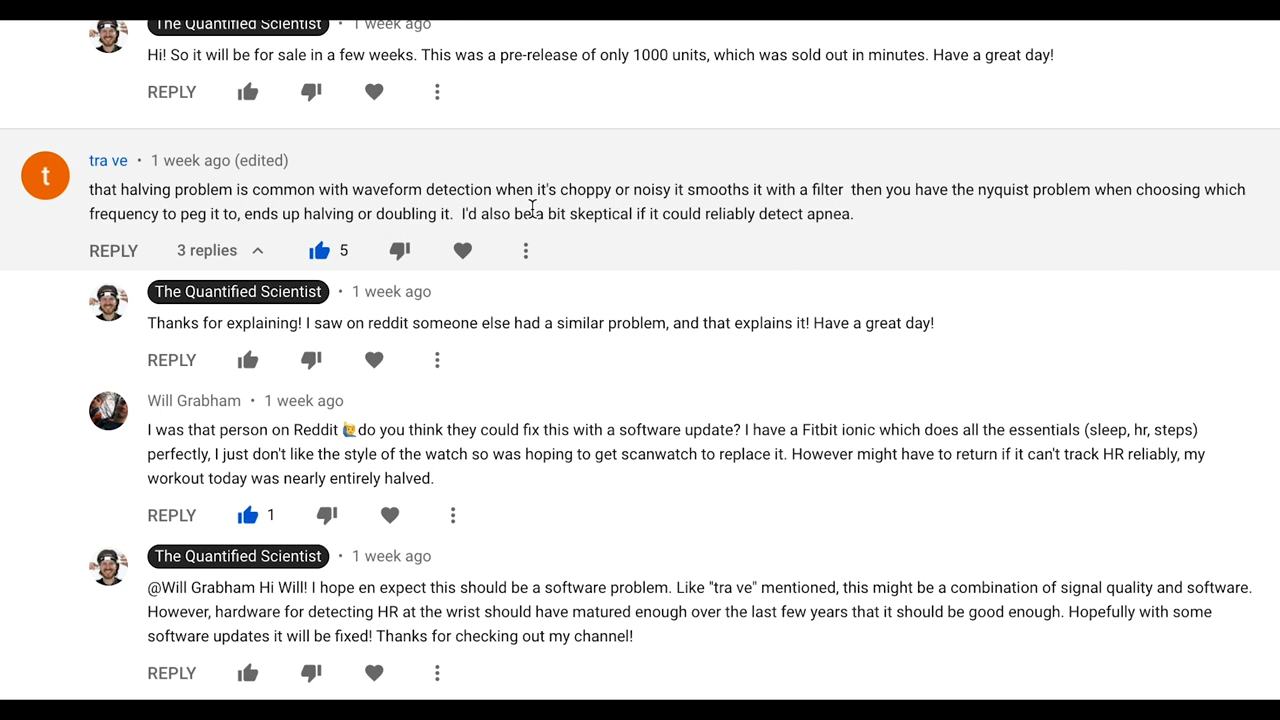 The Quantified Scientist • 1 week ago
Hi! So it will be for sale in a few weeks. This was a pre-release of only 1000 units, which was sold out in minutes. Have a great day!
REPLY
t
tra ve • 1 week ago (edited)
that halving problem is common with waveform detection when it's choppy or noisy it smooths it with a filter then you have the nyquist problem when choosing which
frequency to peg it to, ends up halving or doubling it. I'd also be a bit skeptical if it could reliably detect apnea.
REPLY 3 replies 5
The Quantified Scientist • 1 week ago
Thanks for explaining! I saw on reddit someone else had a similar problem, and that explains it! Have a great day!
REPLY
Will Grabham • 1 week ago
I was that person on Reddit 🙋‍♂️do you think they could fix this with a software update? I have a Fitbit ionic which does all the essentials (sleep, hr, steps)
perfectly, I just don't like the style of the watch so was hoping to get scanwatch to replace it. However might have to return if it can't track HR reliably, my
workout today was nearly entirely halved.
REPLY 1
The Quantified Scientist • 1 week ago
@Will Grabham Hi Will! I hope en expect this should be a software problem. Like "tra ve" mentioned, this might be a combination of signal quality and software.
However, hardware for detecting HR at the wrist should have matured enough over the last few years that it should be good enough. Hopefully with some
software updates it will be fixed! Thanks for checking out my channel!
REPLY